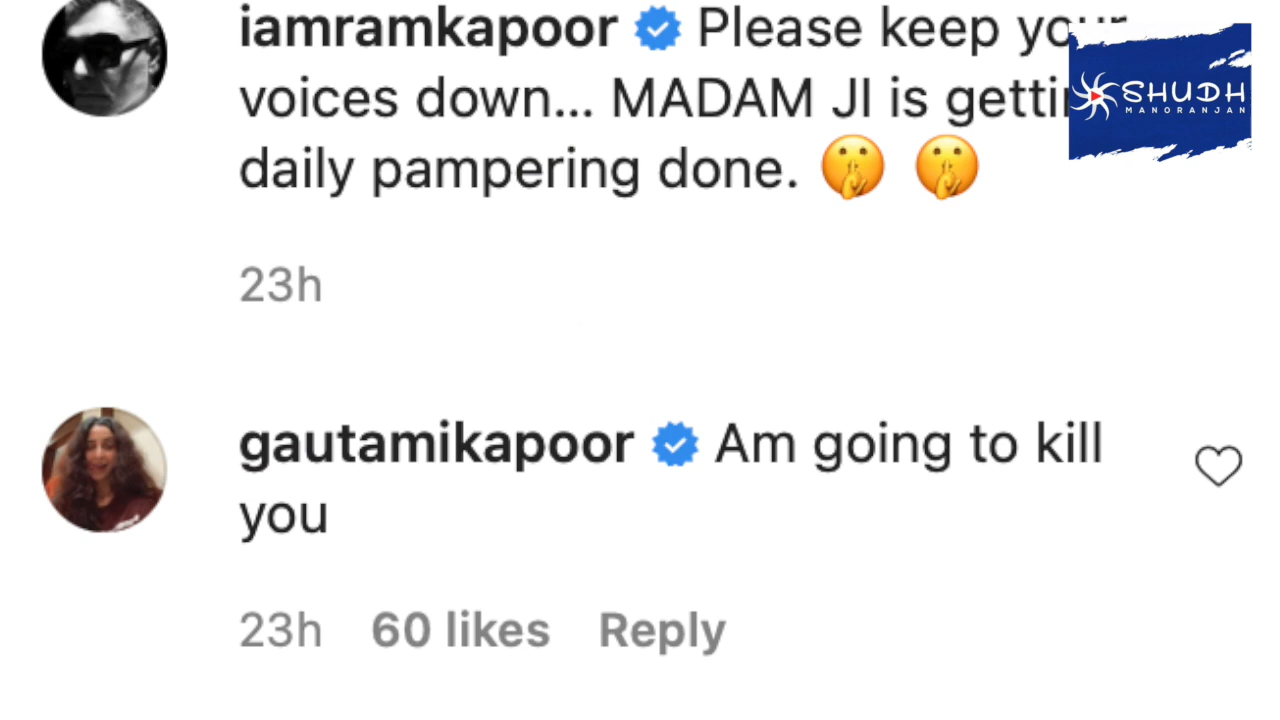 iamramkapoor Please keep your
voices down... MADAM JI is getti
daily pampering done. 🤫 🤫
SHUDH
MANORANJAN
23h
gautamikapoor Am going to kill
you
23h 60 likes Reply